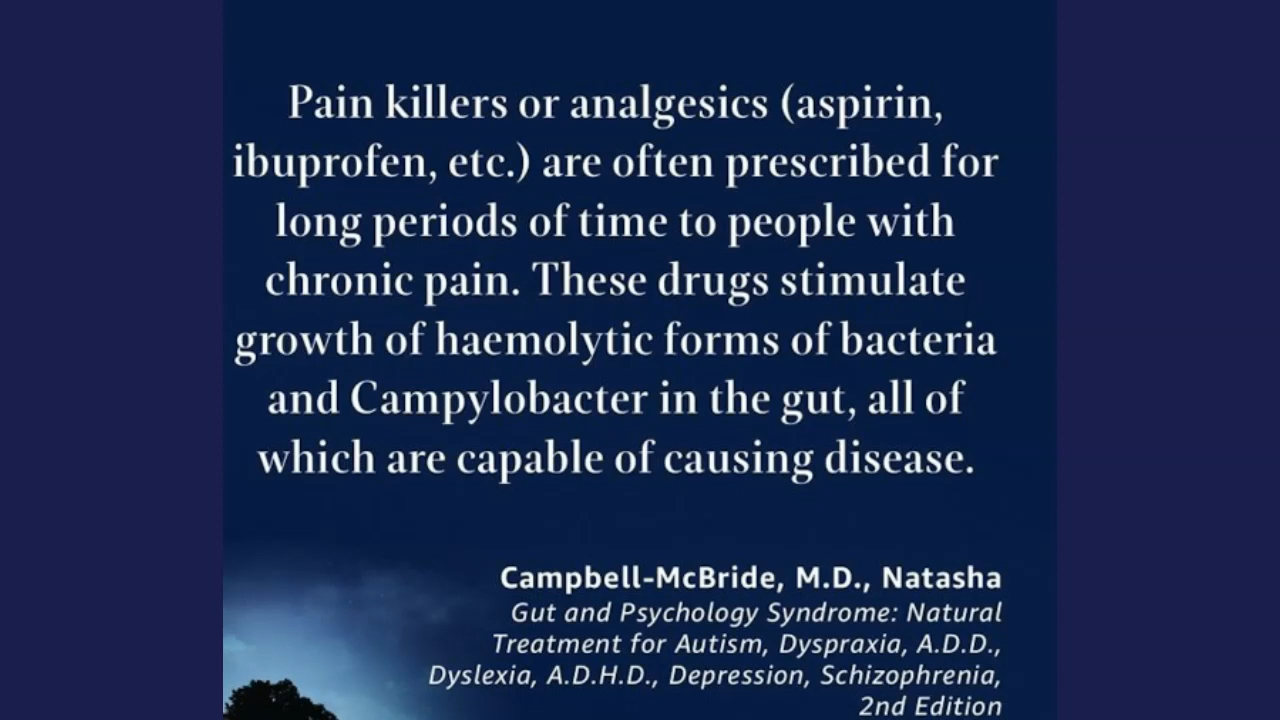 Pain killers or analgesics (aspirin,
ibuprofen, etc.) are often prescribed for
long periods of time to people with
chronic pain. These drugs stimulate
growth of haemolytic forms of bacteria
and Campylobacter in the gut, all of
which are capable of causing disease.
Campbell-McBride, M.D., Natasha
Gut and Psychology Syndrome: Natural
Treatment for Autism, Dyspraxia, A.D.D.,
Dyslexia, A.D.H.D., Depression, Schizophrenia,
2nd Edition